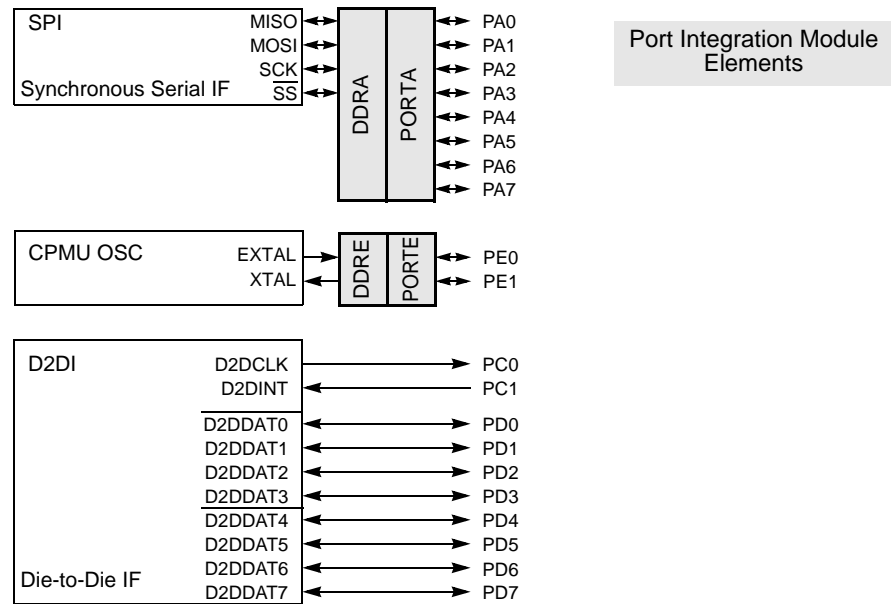 SPI
MISO
MOSI
SCK
SS
Synchronous Serial IF
DDRA
PORTA
PA0
PA1
PA2
PA3
PA4
PA5
PA6
PA7
Port Integration Module
Elements
CPMU OSC
EXTAL
XTAL
DDRE
PORTE
PE0
PE1
D2DI
D2DCLK
PC0
D2DINT
PC1
D2DDAT0
PD0
D2DDAT1
PD1
D2DDAT2
PD2
D2DDAT3
PD3
D2DDAT4
PD4
D2DDAT5
PD5
D2DDAT6
PD6
D2DDAT7
PD7
Die-to-Die IF